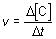 v = Δ[C] / Δt